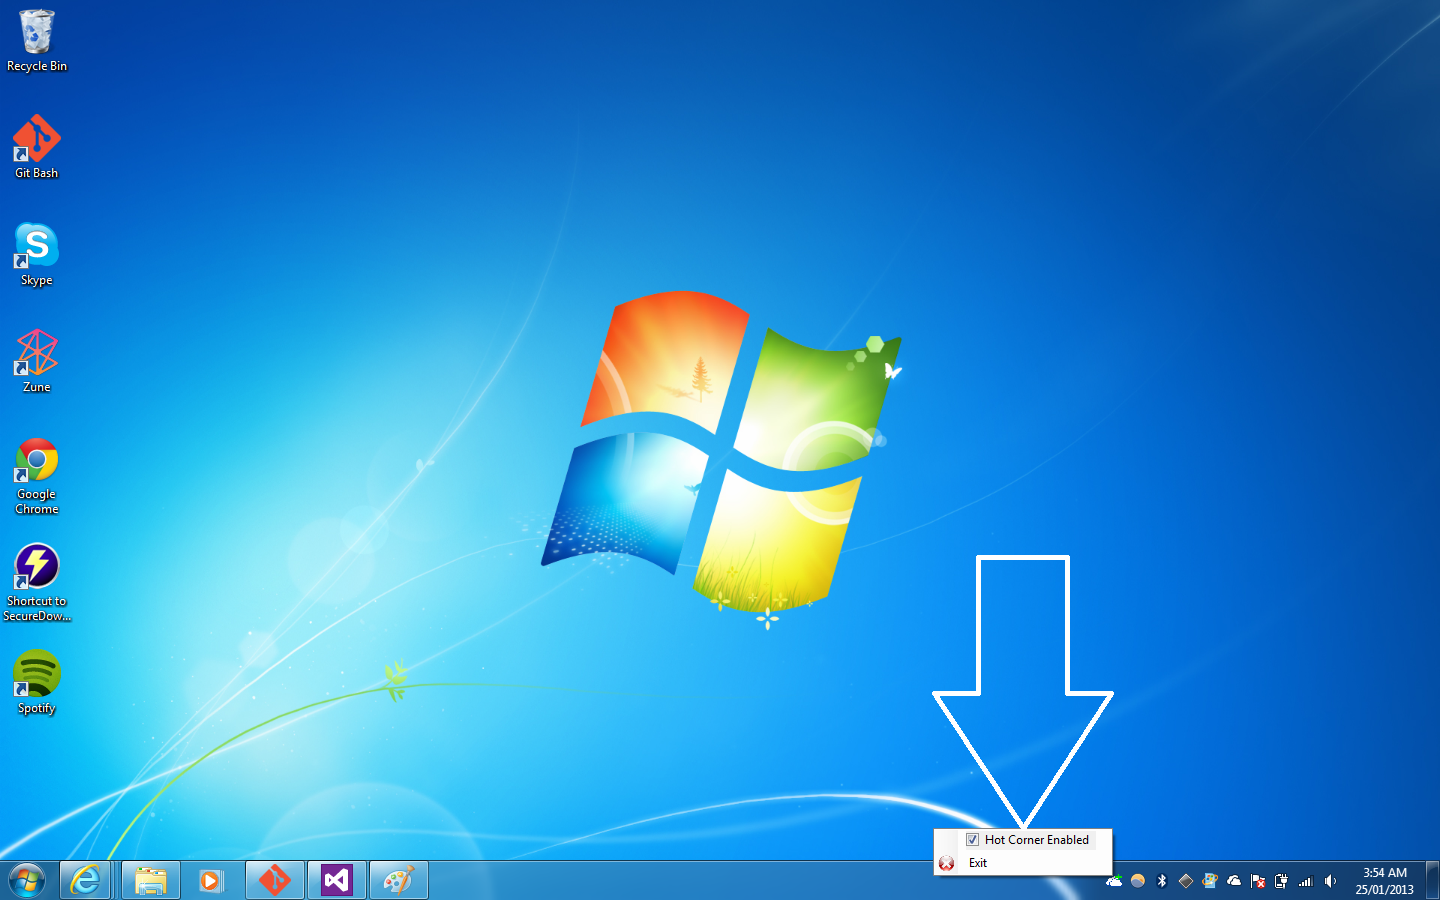 Recycle Bin
Git Bash
Skype
Zune
Google
Chrome
Shortcut to
SecureDow...
Spotify
Hot Corner Enabled
Exit
3:54 AM
25/01/2013